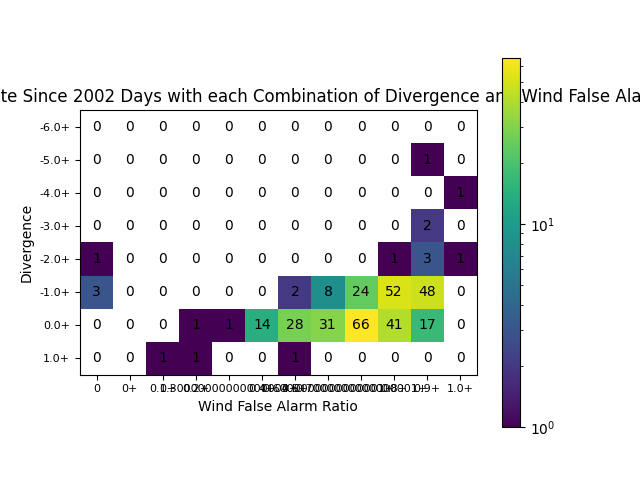 te Since 2002 Days with each Combination of Divergence and Wind False Ala
-6.0+ 0 0 0 0 0 0 0 0 0 0 0 0
-5.0+ 0 0 0 0 0 0 0 0 0 0 1 0
-4.0+ 0 0 0 0 0 0 0 0 0 0 0 1
-3.0+ 0 0 0 0 0 0 0 0 0 0 2 0
-2.0+ 1 0 0 0 0 0 0 0 0 1 3 1
-1.0+ 3 0 0 0 0 0 2 8 24 52 48 0
0.0+ 0 0 0 1 1 14 28 31 66 41 17 0
1.0+ 0 0 1 1 0 0 1 0 0 0 0 0
0 0+ 1.0+
Wind False Alarm Ratio
Divergence
10^1
10^0